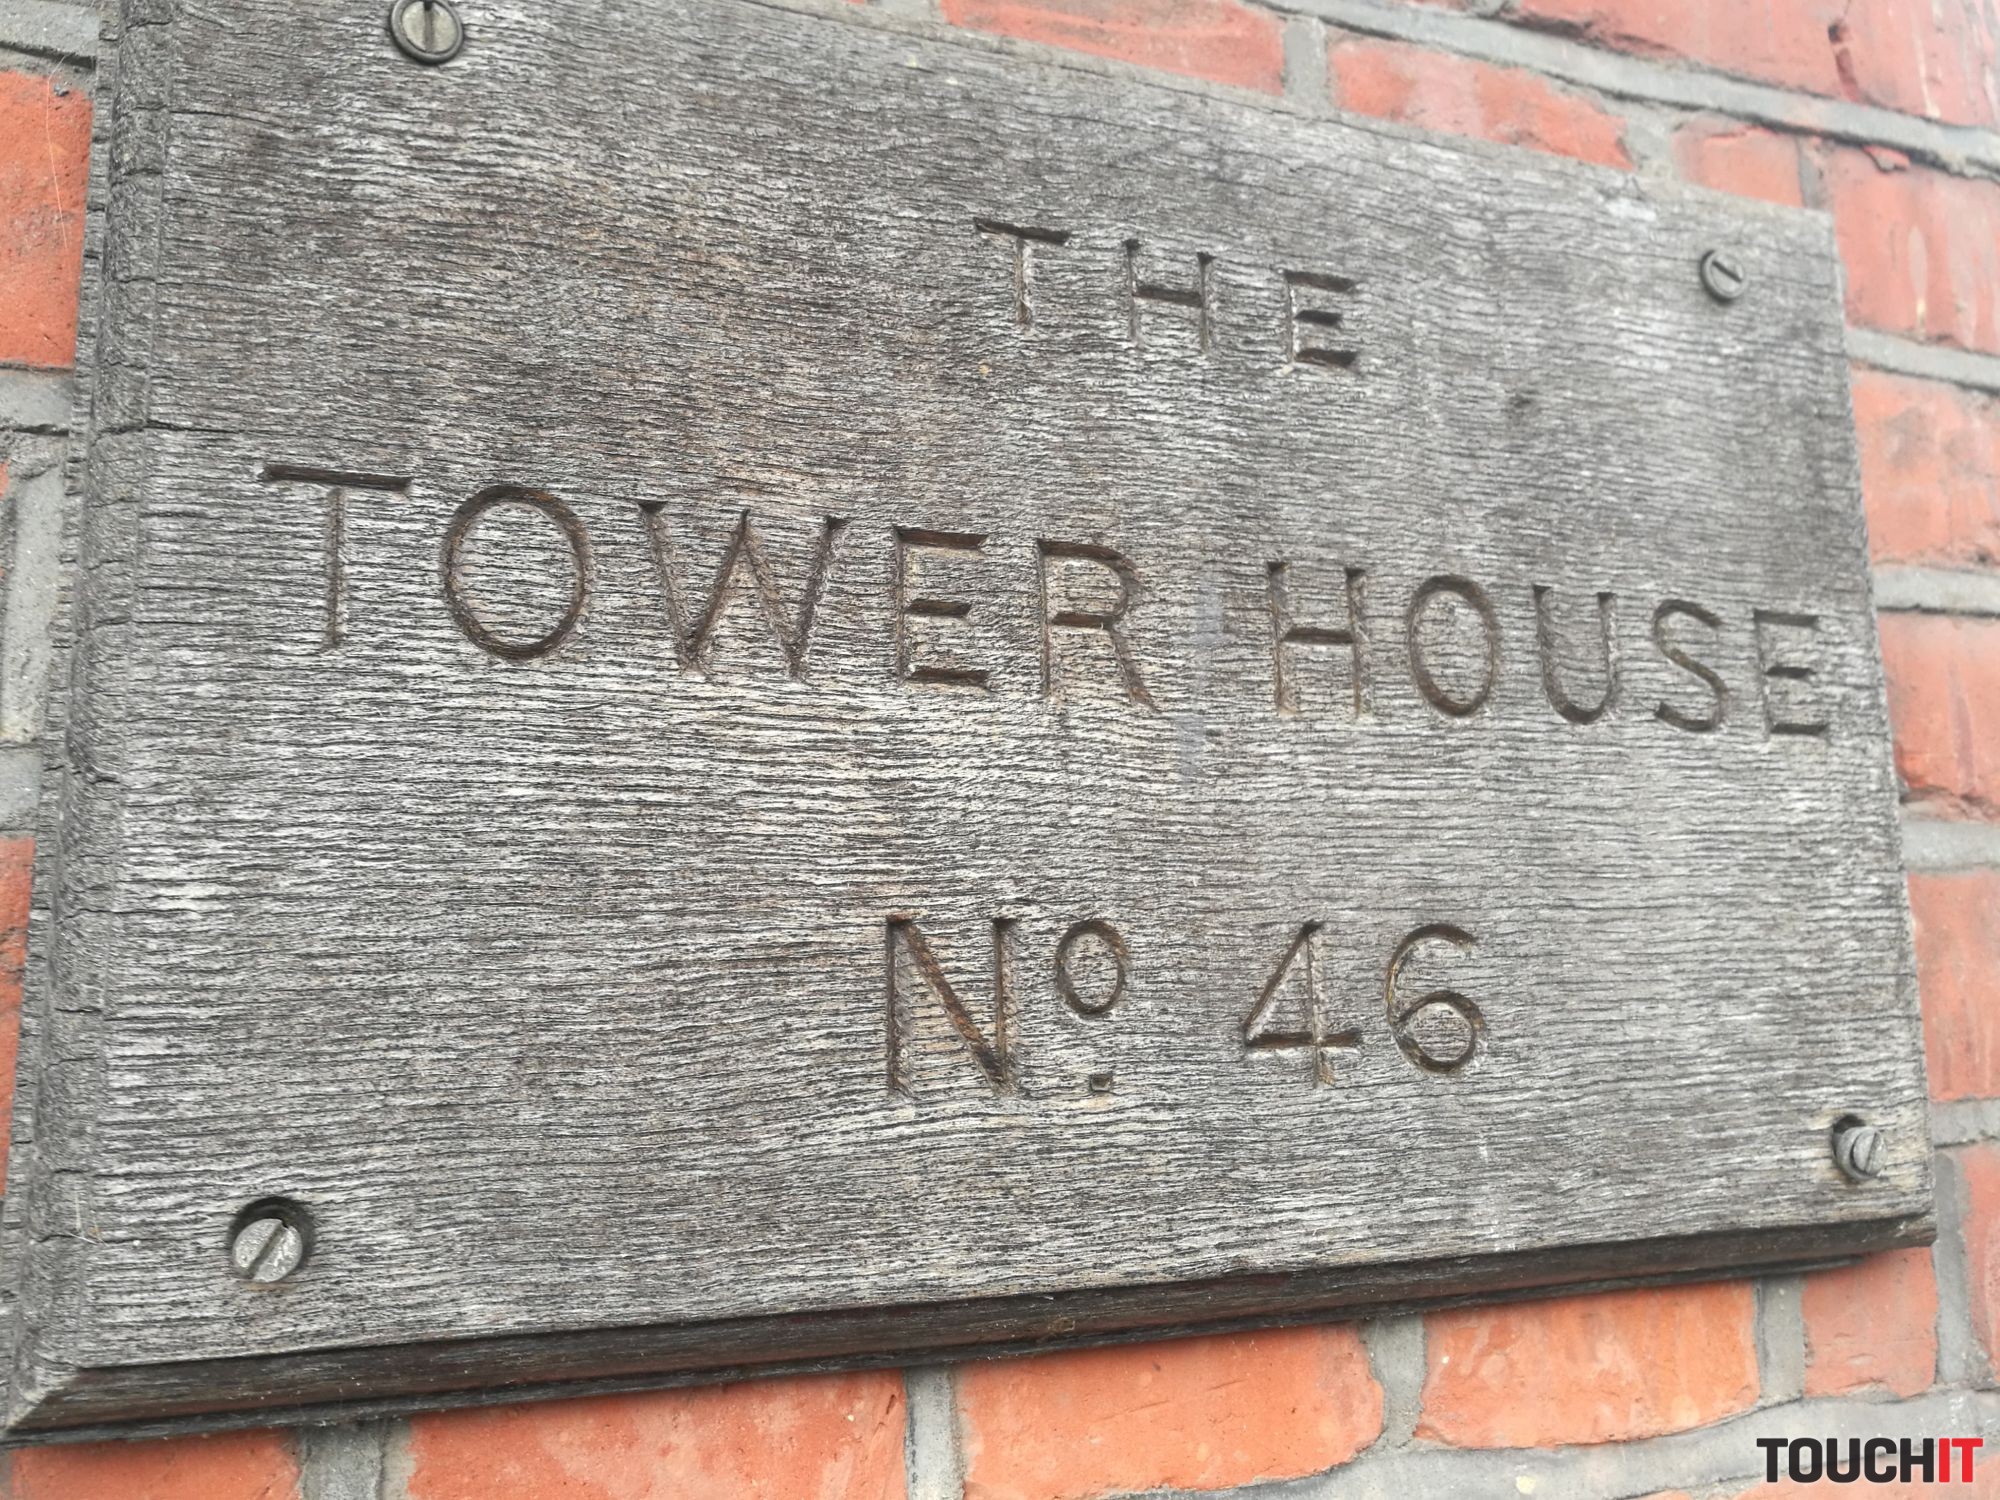 THE
TOWER HOUSE
Nº. 46
TOUCHIT